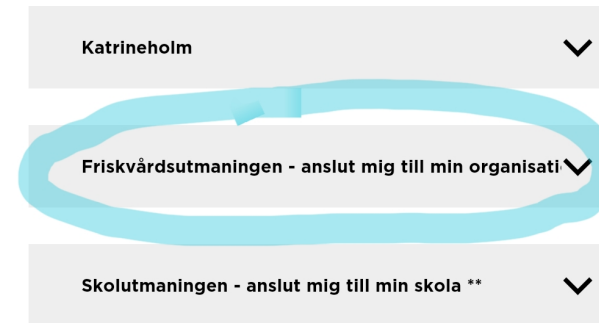 Katrineholm
Friskvårdsutmaningen - anslut mig till min organisati
Skolutmaningen - anslut mig till min skola **